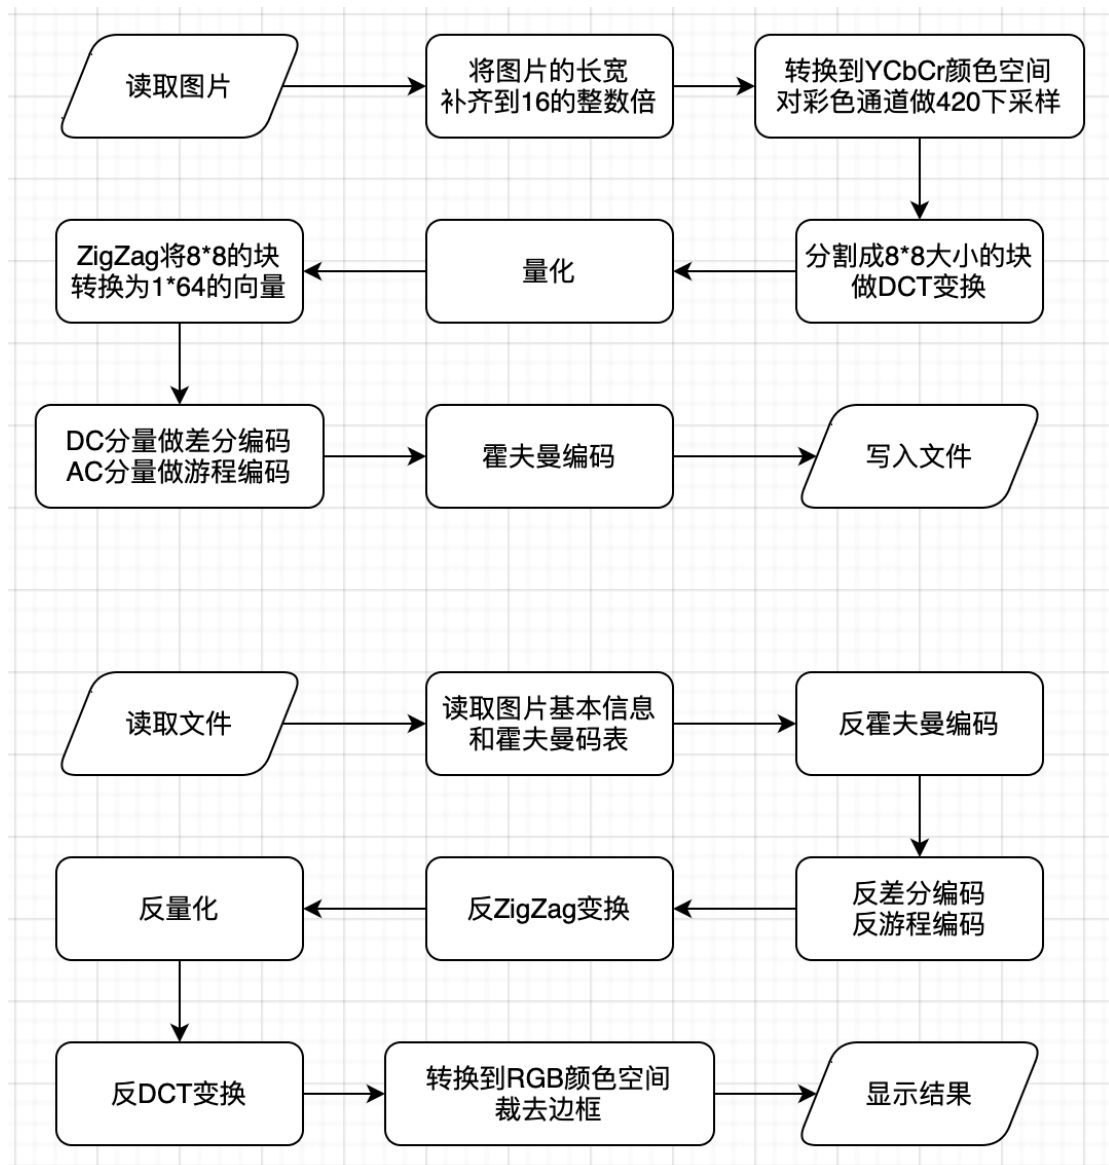 读取图片
将图片的长宽
补齐到16的整数倍
转换到YCbCr颜色空间
对彩色通道做420下采样
分割成8*8大小的块
做DCT变换
量化
ZigZag将8*8的块
转换为1*64的向量
DC分量做差分编码
AC分量做游程编码
霍夫曼编码
写入文件
读取文件
读取图片基本信息
和霍夫曼码表
反霍夫曼编码
反差分编码
反游程编码
反ZigZag变换
反量化
反DCT变换
转换到RGB颜色空间
裁去边框
显示结果